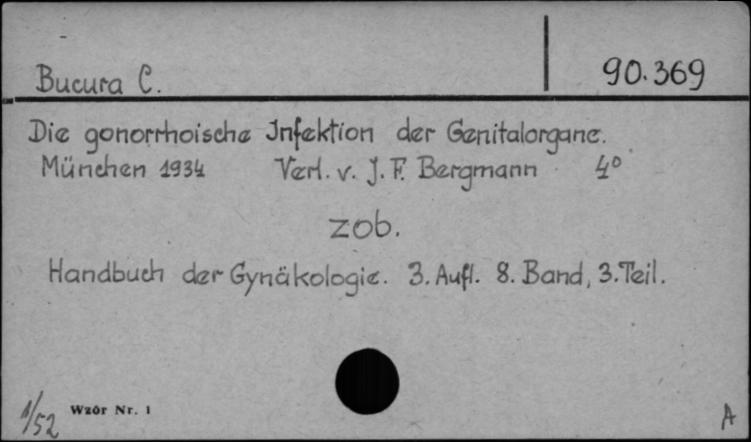 Bucura C.
90.369
Die gonorrhoische Infektion der Genitalorgane.
München 1934 Verl. v. J. F. Bergmann 4°
zob.
Handbuch der Gynäkologie. 3. Aufl. 8. Band, 3. Teil.
1/52 Wzór Nr. 1
A